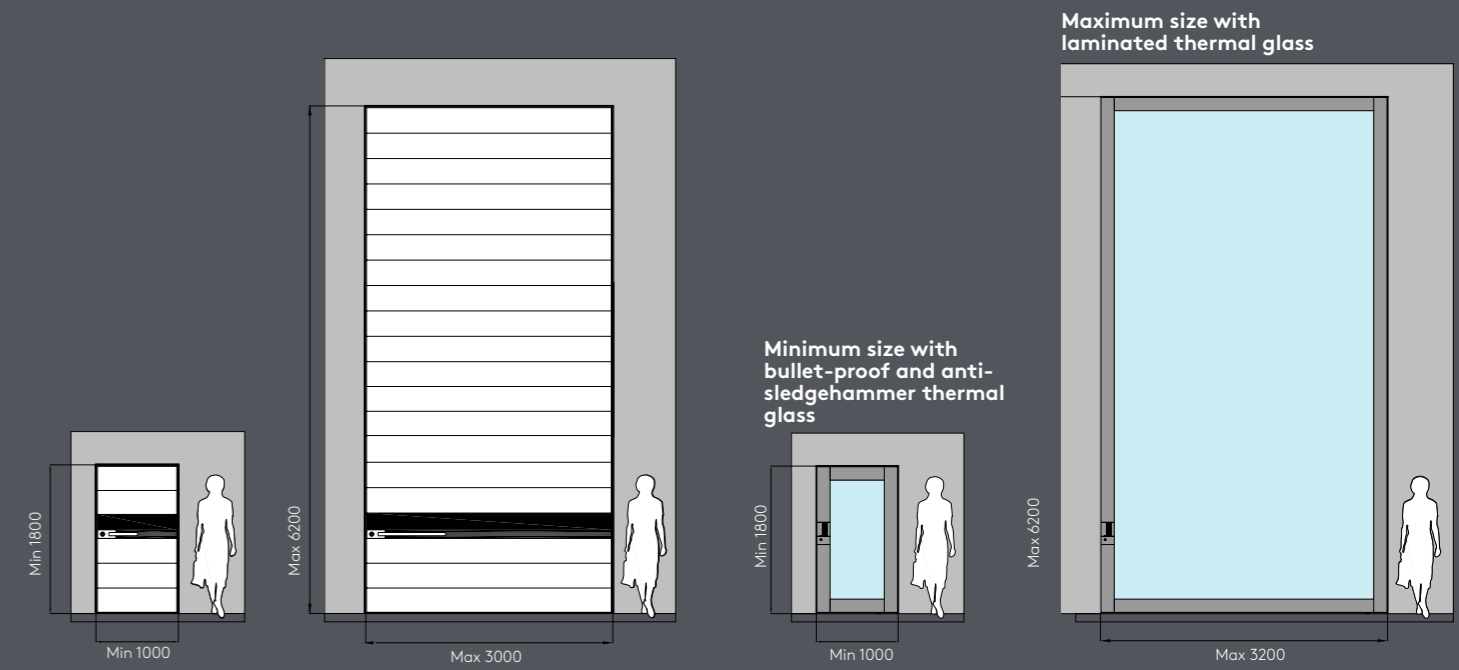 Min 1800
Min 1000
Max 6200
Max 3000
Minimum size with
bullet-proof and anti-
sledgehammer thermal
glass
Min 1800
Min 1000
Maximum size with
laminated thermal glass
Max 6200
Max 3200